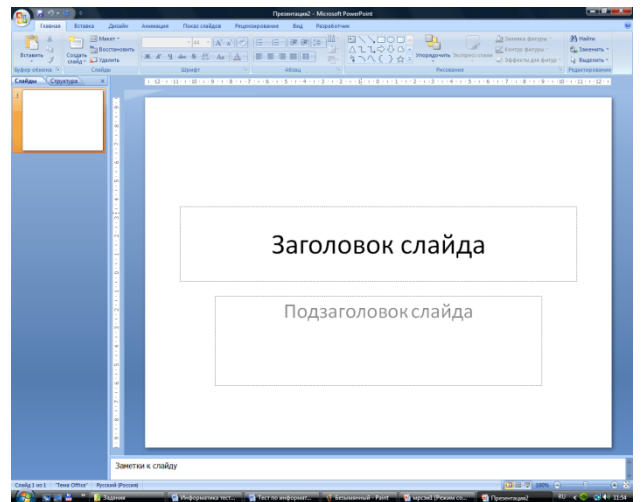 Презентация2 - Microsoft PowerPoint
Главная Вставка Дизайн Анимация Показ слайдов Рецензирование Вид Разработчик
Вставить
Создать слайд
Макет
Восстановить
Удалить
44
Упорядочить Экспресс-стили
Заливка фигуры
Контур фигуры
Эффекты для фигур
Найти
Заменить
Выделить
Буфер обмена Слайды Шрифт Абзац Рисование Редактирование
Слайды Структура
1
Заголовок слайда
Подзаголовок слайда
Заметки к слайду
Слайд 1 из 1 "Тема Office" Русский (Россия) 100%
Задания Информатика тест... Тест по информат... Безымянный - Paint Презентация2 RU 11:54